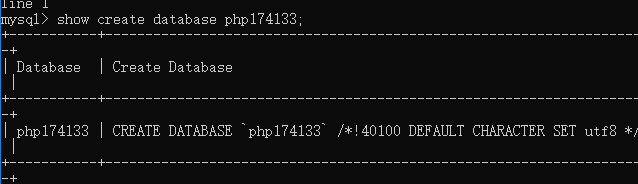 line 1
mysql> show create database php174133;
+-----------+------------------------------------------------------------------
-+
| Database  | Create Database
 |
+-----------+------------------------------------------------------------------
-+
| php174133 | CREATE DATABASE `php174133` /*!40100 DEFAULT CHARACTER SET utf8 */
 |
+-----------+------------------------------------------------------------------
-+